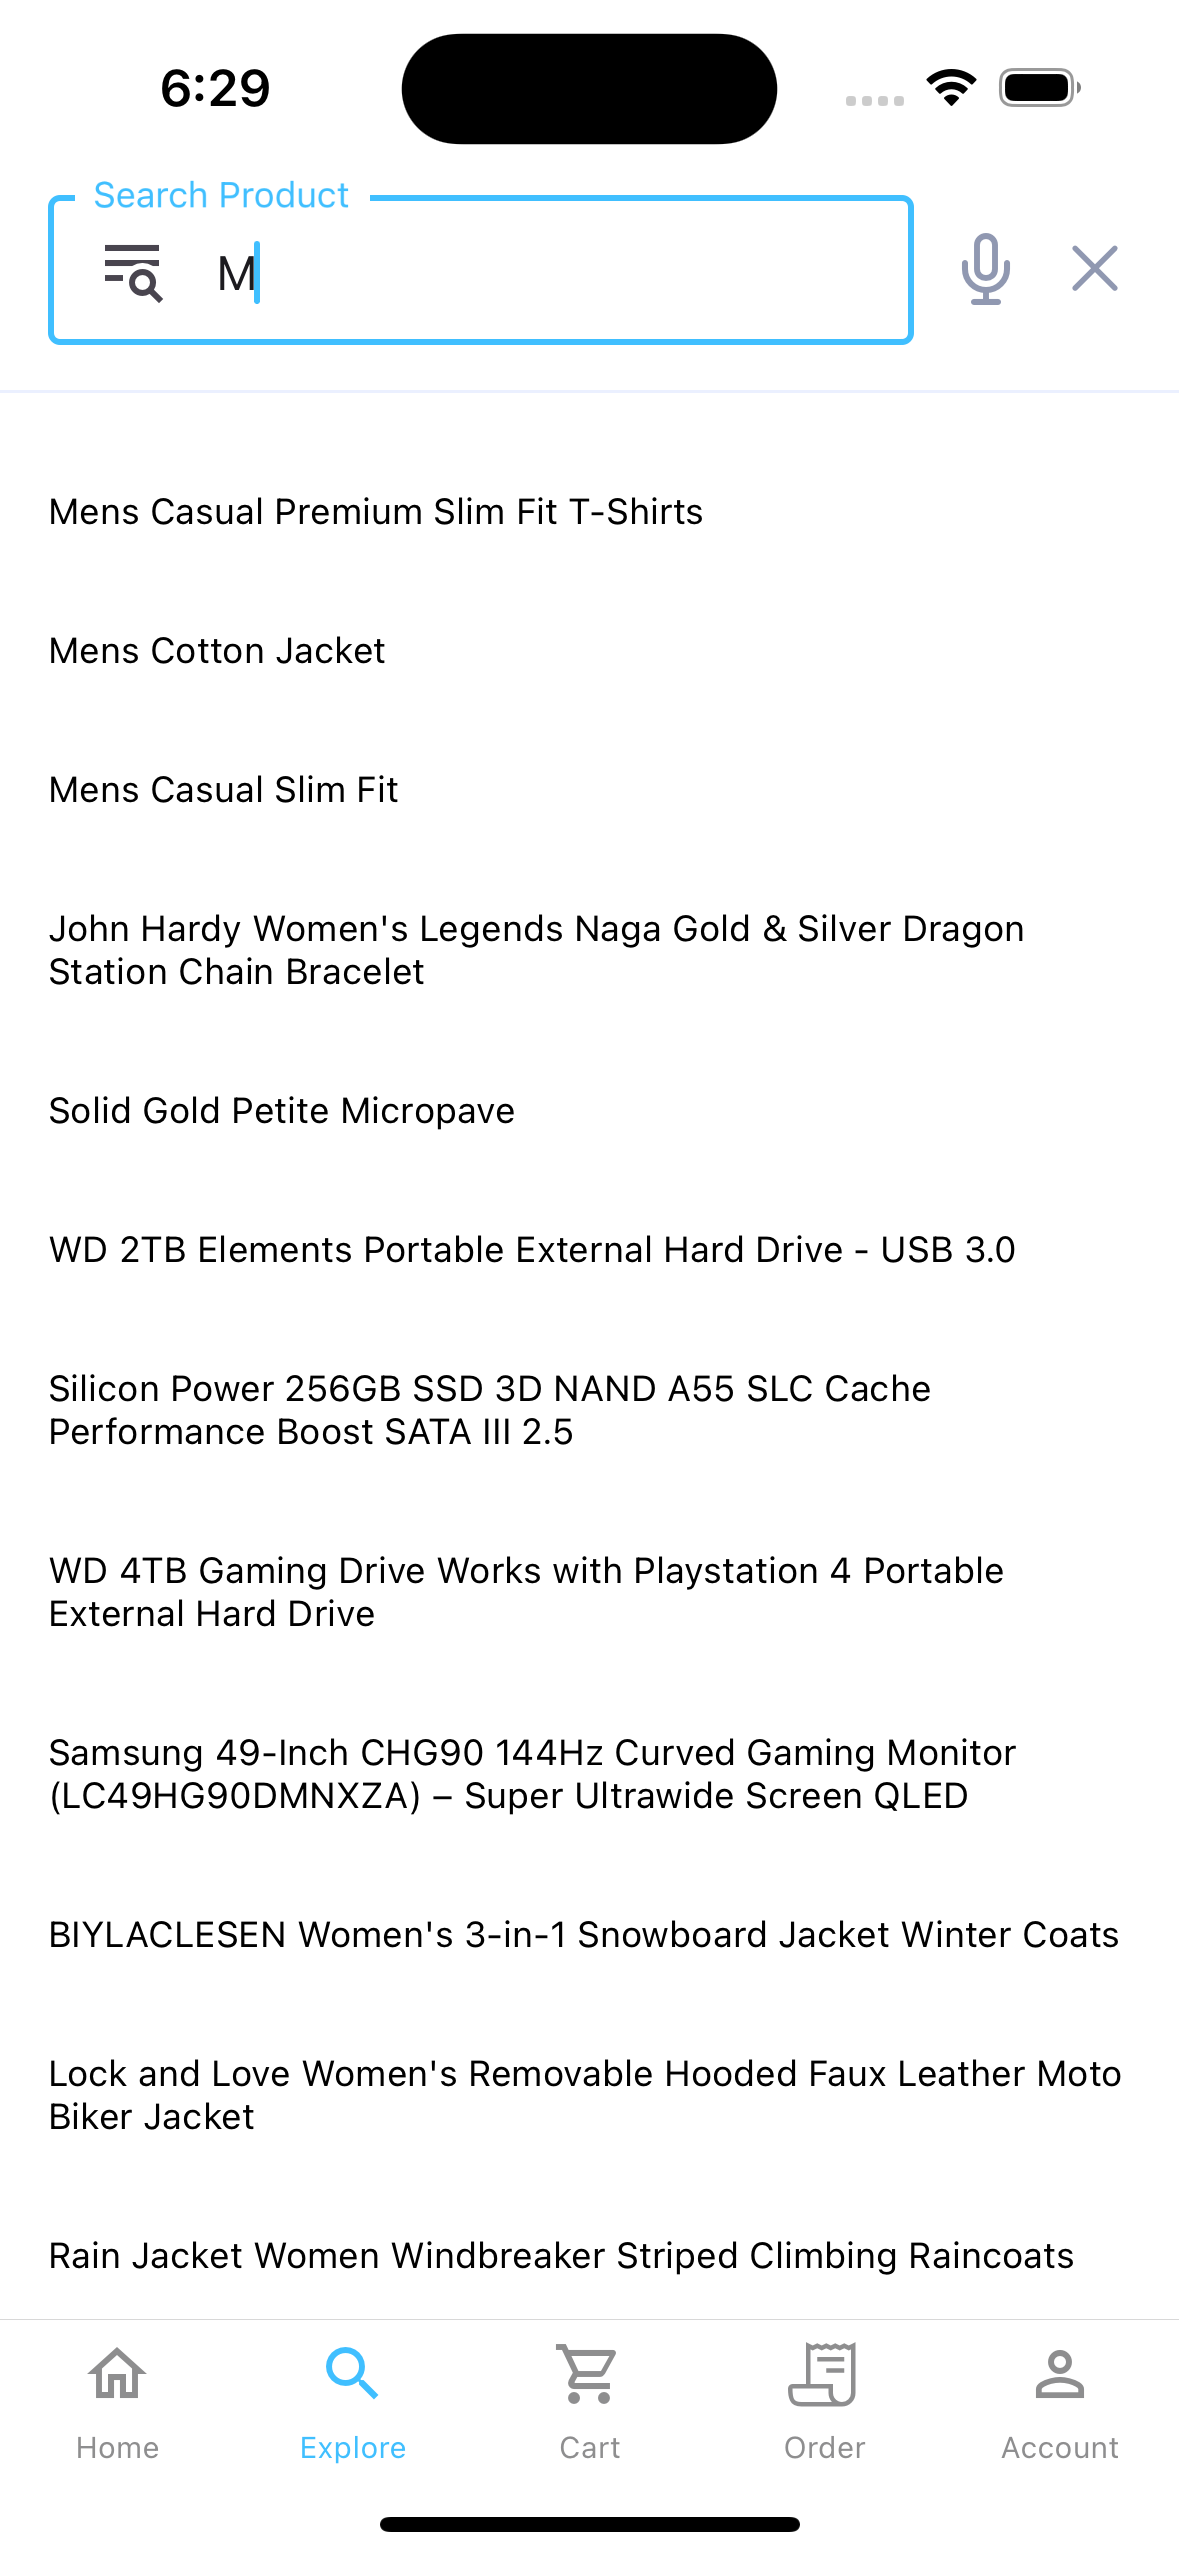 6:29
Search Product
M
Mens Casual Premium Slim Fit T-Shirts
Mens Cotton Jacket
Mens Casual Slim Fit
John Hardy Women's Legends Naga Gold & Silver Dragon
Station Chain Bracelet
Solid Gold Petite Micropave
WD 2TB Elements Portable External Hard Drive - USB 3.0
Silicon Power 256GB SSD 3D NAND A55 SLC Cache
Performance Boost SATA III 2.5
WD 4TB Gaming Drive Works with Playstation 4 Portable
External Hard Drive
Samsung 49-Inch CHG90 144Hz Curved Gaming Monitor
(LC49HG90DMNXZA) – Super Ultrawide Screen QLED
BIYLACLESEN Women's 3-in-1 Snowboard Jacket Winter Coats
Lock and Love Women's Removable Hooded Faux Leather Moto
Biker Jacket
Rain Jacket Women Windbreaker Striped Climbing Raincoats
Home
Explore
Cart
Order
Account